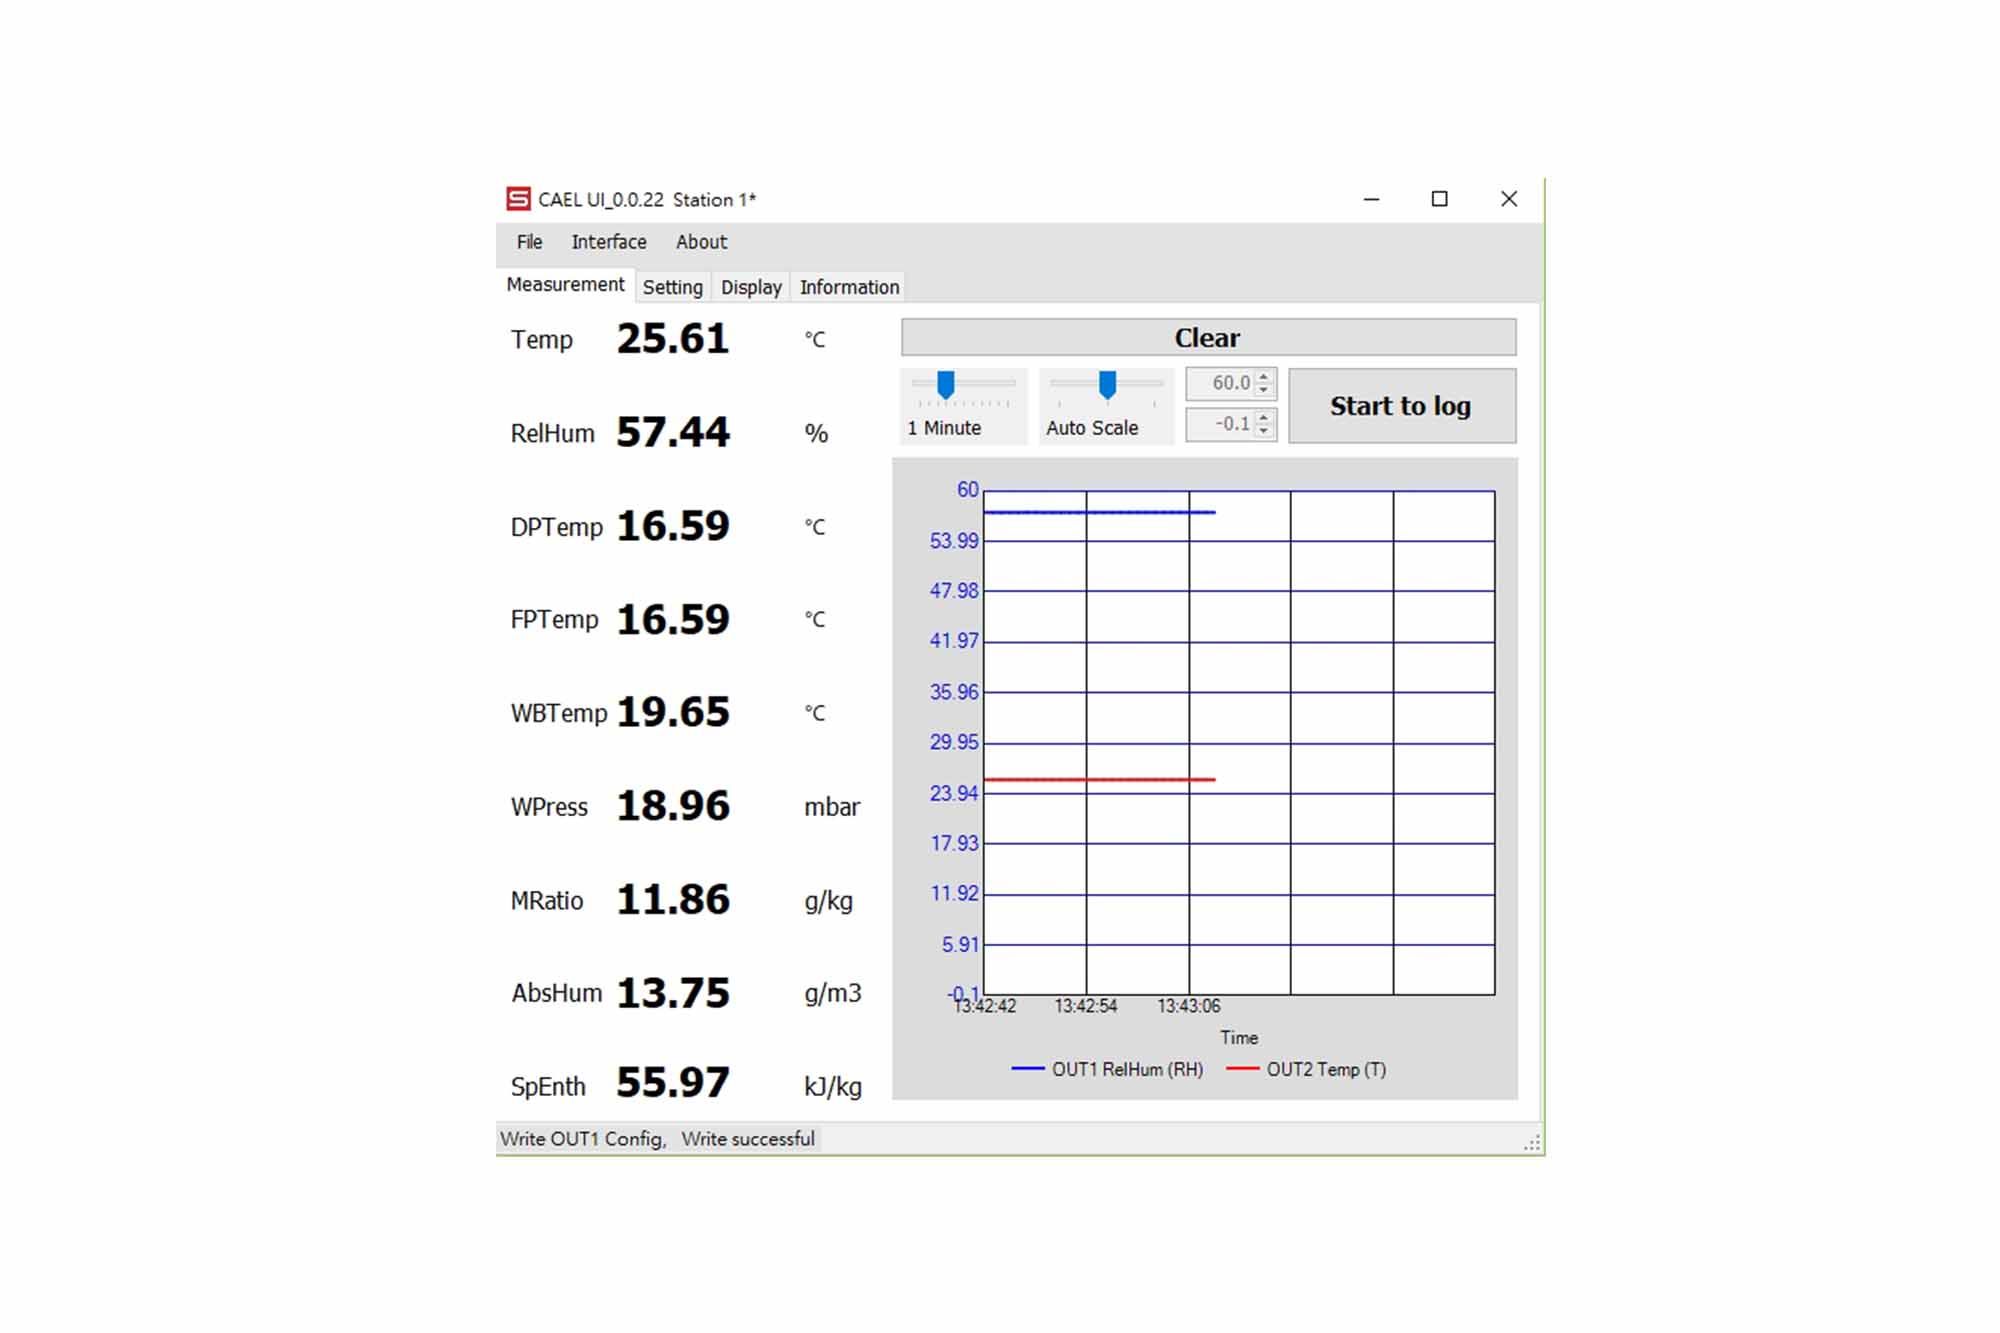 CAEL UI_0.0.22 Station 1*
File Interface About
Measurement Setting Display Information
Temp 25.61 °C
RelHum 57.44 %
DPTemp 16.59 °C
FPTemp 16.59 °C
WBTemp 19.65 °C
WPress 18.96 mbar
MRatio 11.86 g/kg
AbsHum 13.75 g/m3
SpEnth 55.97 kJ/kg
Clear
1 Minute
Auto Scale
60.0
-0.1
Start to log
60
53.99
47.98
41.97
35.96
29.95
23.94
17.93
11.92
5.91
-0.1
13:42:42 13:42:54 13:43:06
Time
OUT1 RelHum (RH) OUT2 Temp (T)
Write OUT1 Config, Write successful